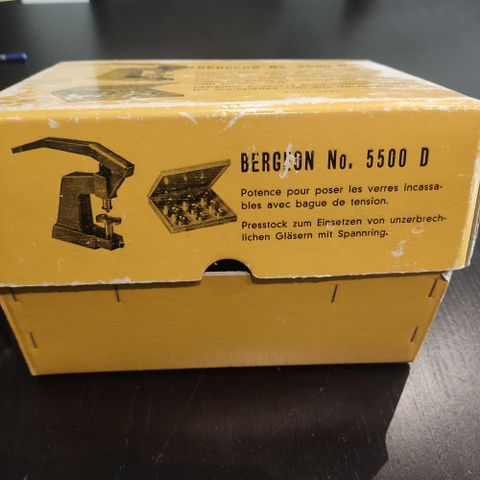 BERGEON No. 5500 D
Potence pour poser les verres incassa-
bles avec bague de tension.
Presstock zum Einsetzen von unzerbrech-
lichen Gläsern mit Spannring.